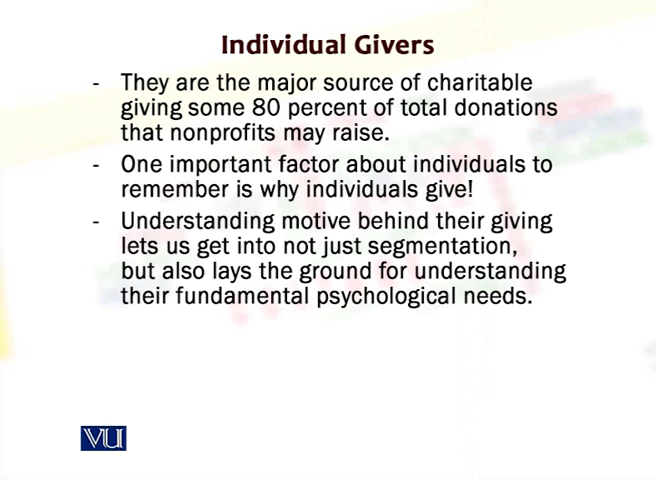 Individual Givers
- They are the major source of charitable
giving some 80 percent of total donations
that nonprofits may raise.
- One important factor about individuals to
remember is why individuals give!
- Understanding motive behind their giving
lets us get into not just segmentation,
but also lays the ground for understanding
their fundamental psychological needs.
VU